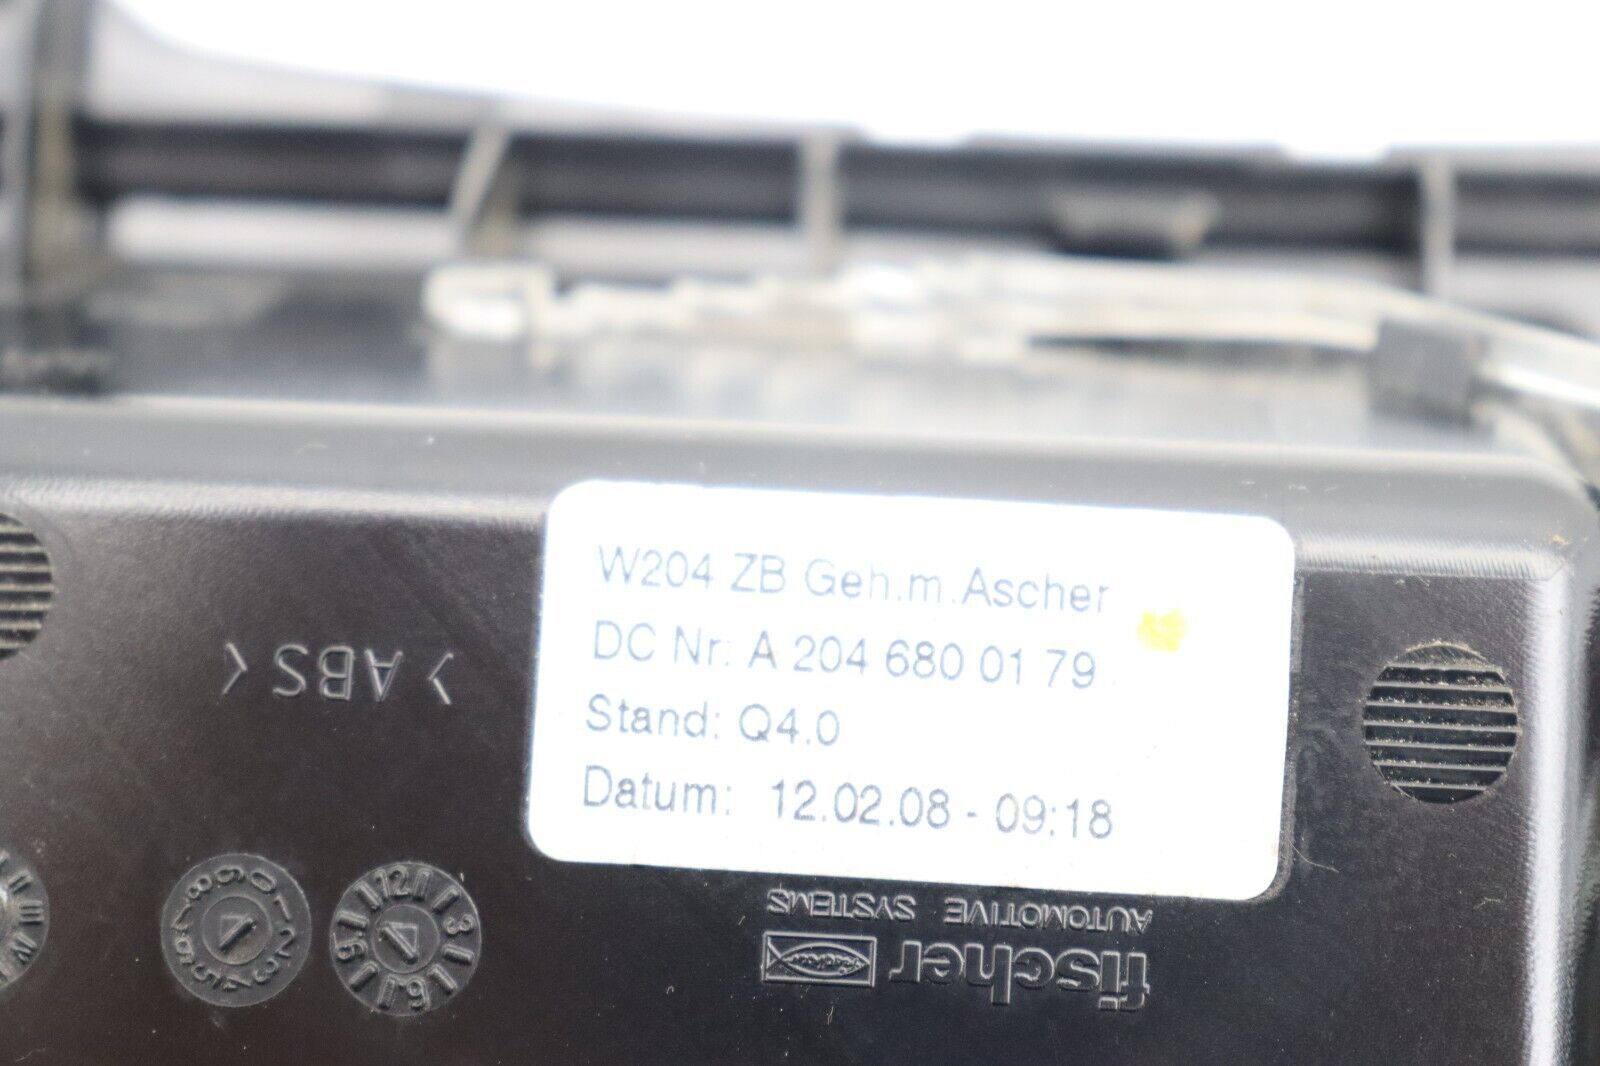 W204 ZB Geh.m.Ascher
DC Nr: A 204 680 01 79
Stand: Q4.0
Datum: 12.02.08 - 09:18
>ABS<
fischer
AUTOMOTIVE SYSTEMS